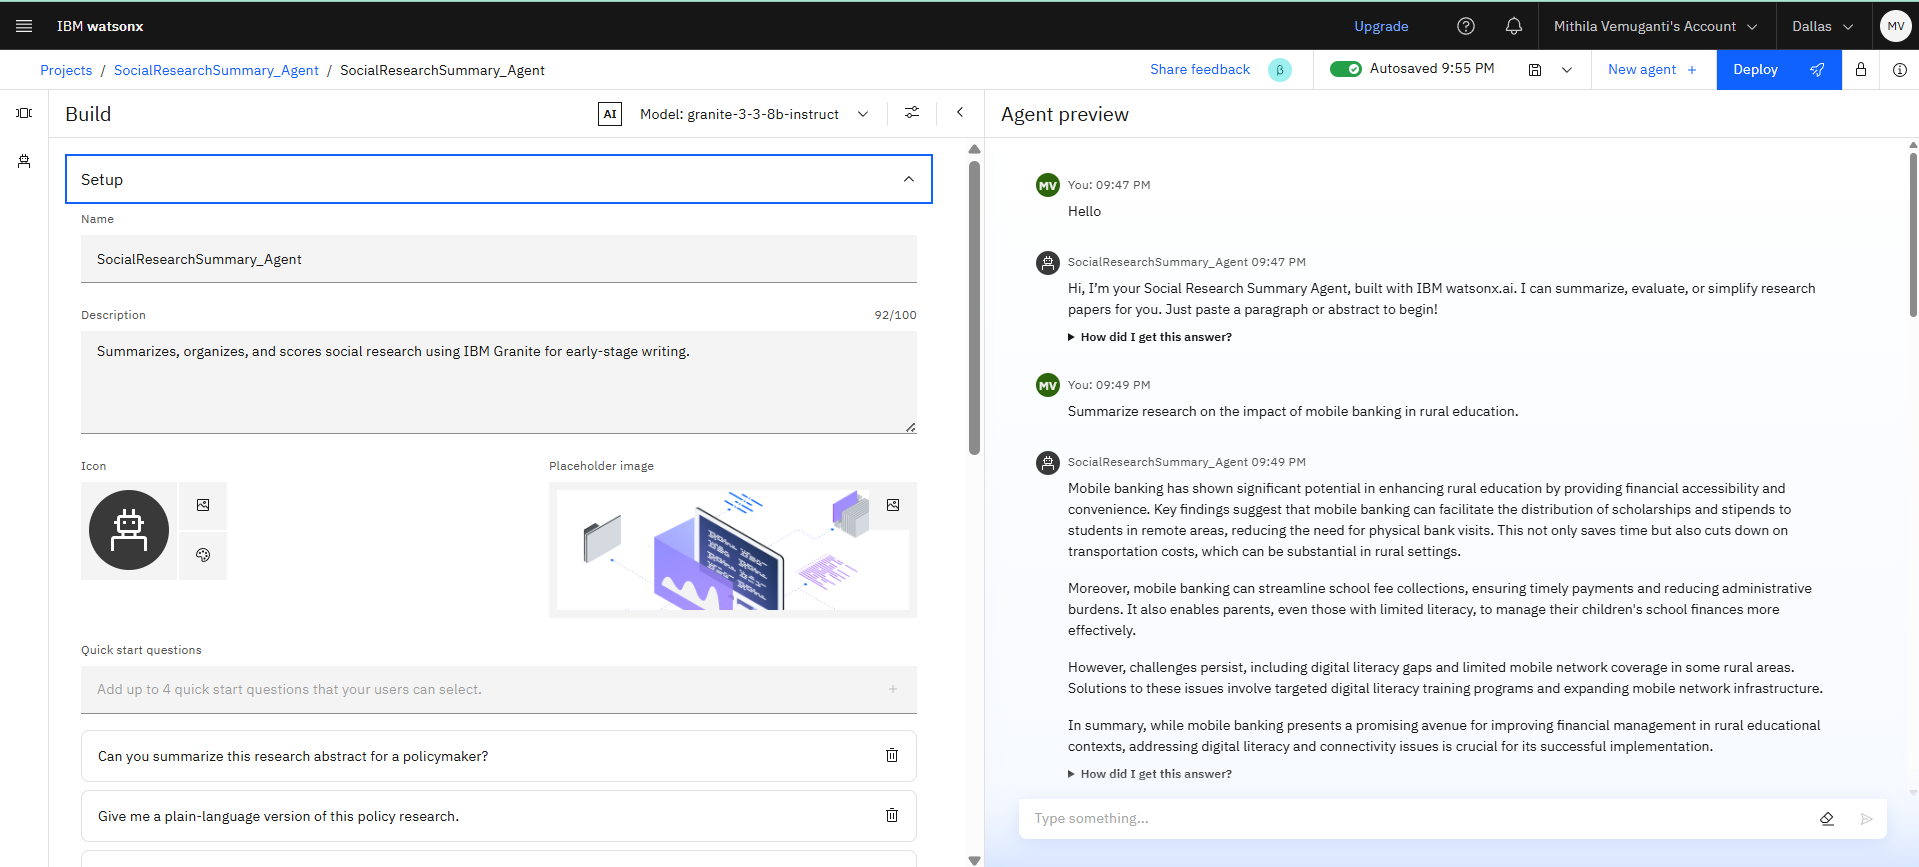 IBM watsonx
Upgrade
Mithila Vemuganti's Account
Dallas
MV
Projects / SocialResearchSummary_Agent / SocialResearchSummary_Agent
Share feedback
β
Autosaved 9:55 PM
New agent +
Deploy
Build
AI
Model: granite-3-3-8b-instruct
Setup
Name
SocialResearchSummary_Agent
Description
92/100
Summarizes, organizes, and scores social research using IBM Granite for early-stage writing.
Icon
Placeholder image
Quick start questions
Add up to 4 quick start questions that your users can select.
Can you summarize this research abstract for a policymaker?
Give me a plain-language version of this policy research.
Agent preview
MV
You: 09:47 PM
Hello
SocialResearchSummary_Agent 09:47 PM
Hi, I’m your Social Research Summary Agent, built with IBM watsonx.ai. I can summarize, evaluate, or simplify research
papers for you. Just paste a paragraph or abstract to begin!
How did I get this answer?
MV
You: 09:49 PM
Summarize research on the impact of mobile banking in rural education.
SocialResearchSummary_Agent 09:49 PM
Mobile banking has shown significant potential in enhancing rural education by providing financial accessibility and
convenience. Key findings suggest that mobile banking can facilitate the distribution of scholarships and stipends to
students in remote areas, reducing the need for physical bank visits. This not only saves time but also cuts down on
transportation costs, which can be substantial in rural settings.
Moreover, mobile banking can streamline school fee collections, ensuring timely payments and reducing administrative
burdens. It also enables parents, even those with limited literacy, to manage their children's school finances more
effectively.
However, challenges persist, including digital literacy gaps and limited mobile network coverage in some rural areas.
Solutions to these issues involve targeted digital literacy training programs and expanding mobile network infrastructure.
In summary, while mobile banking presents a promising avenue for improving financial management in rural educational
contexts, addressing digital literacy and connectivity issues is crucial for its successful implementation.
How did I get this answer?
Type something...